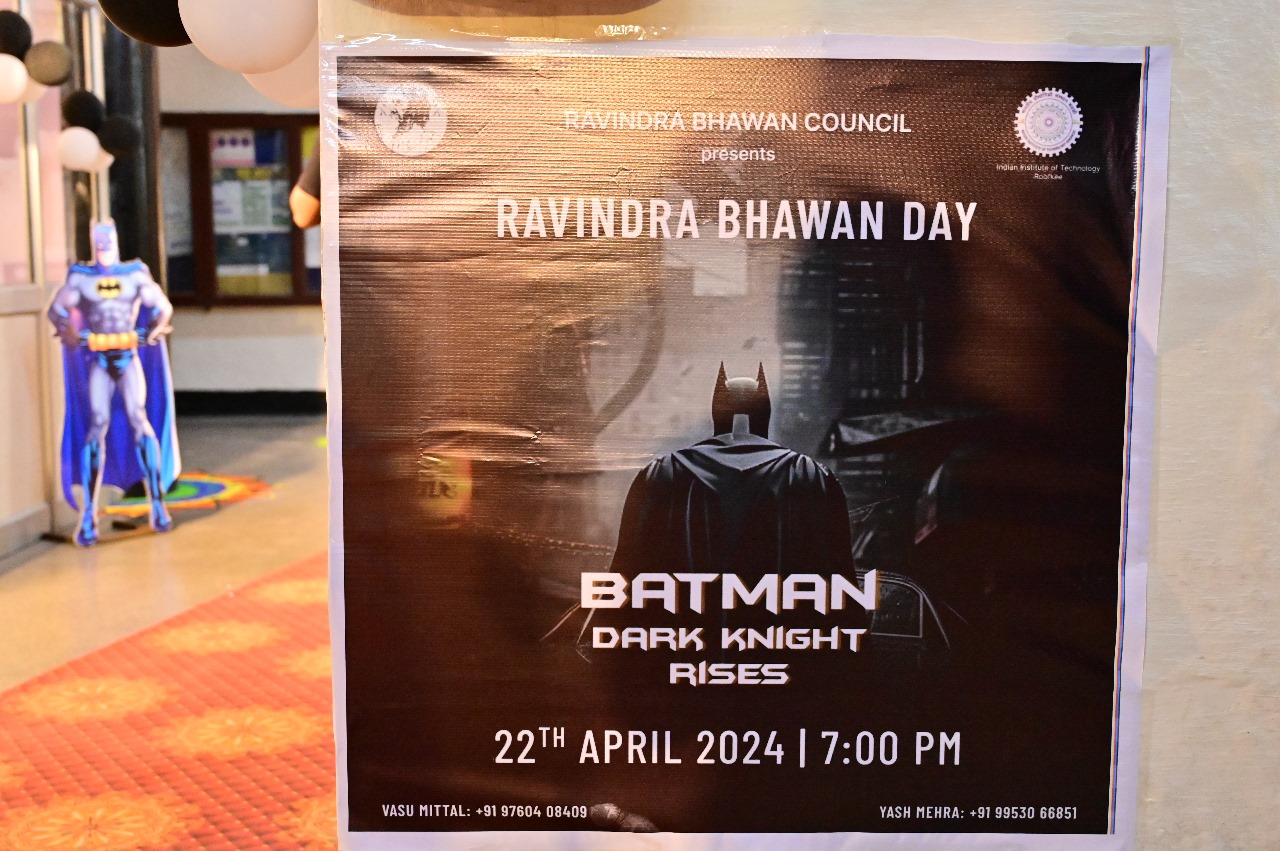 RAVINDRA BHAWAN COUNCIL
presents
Indian Institute of Technology
Roorkee
RAVINDRA BHAWAN DAY
BATMAN
DARK KNIGHT
RISES
22TH APRIL 2024 | 7:00 PM
VASU MITTAL: +91 97604 08409
YASH MEHRA: +91 99530 66851